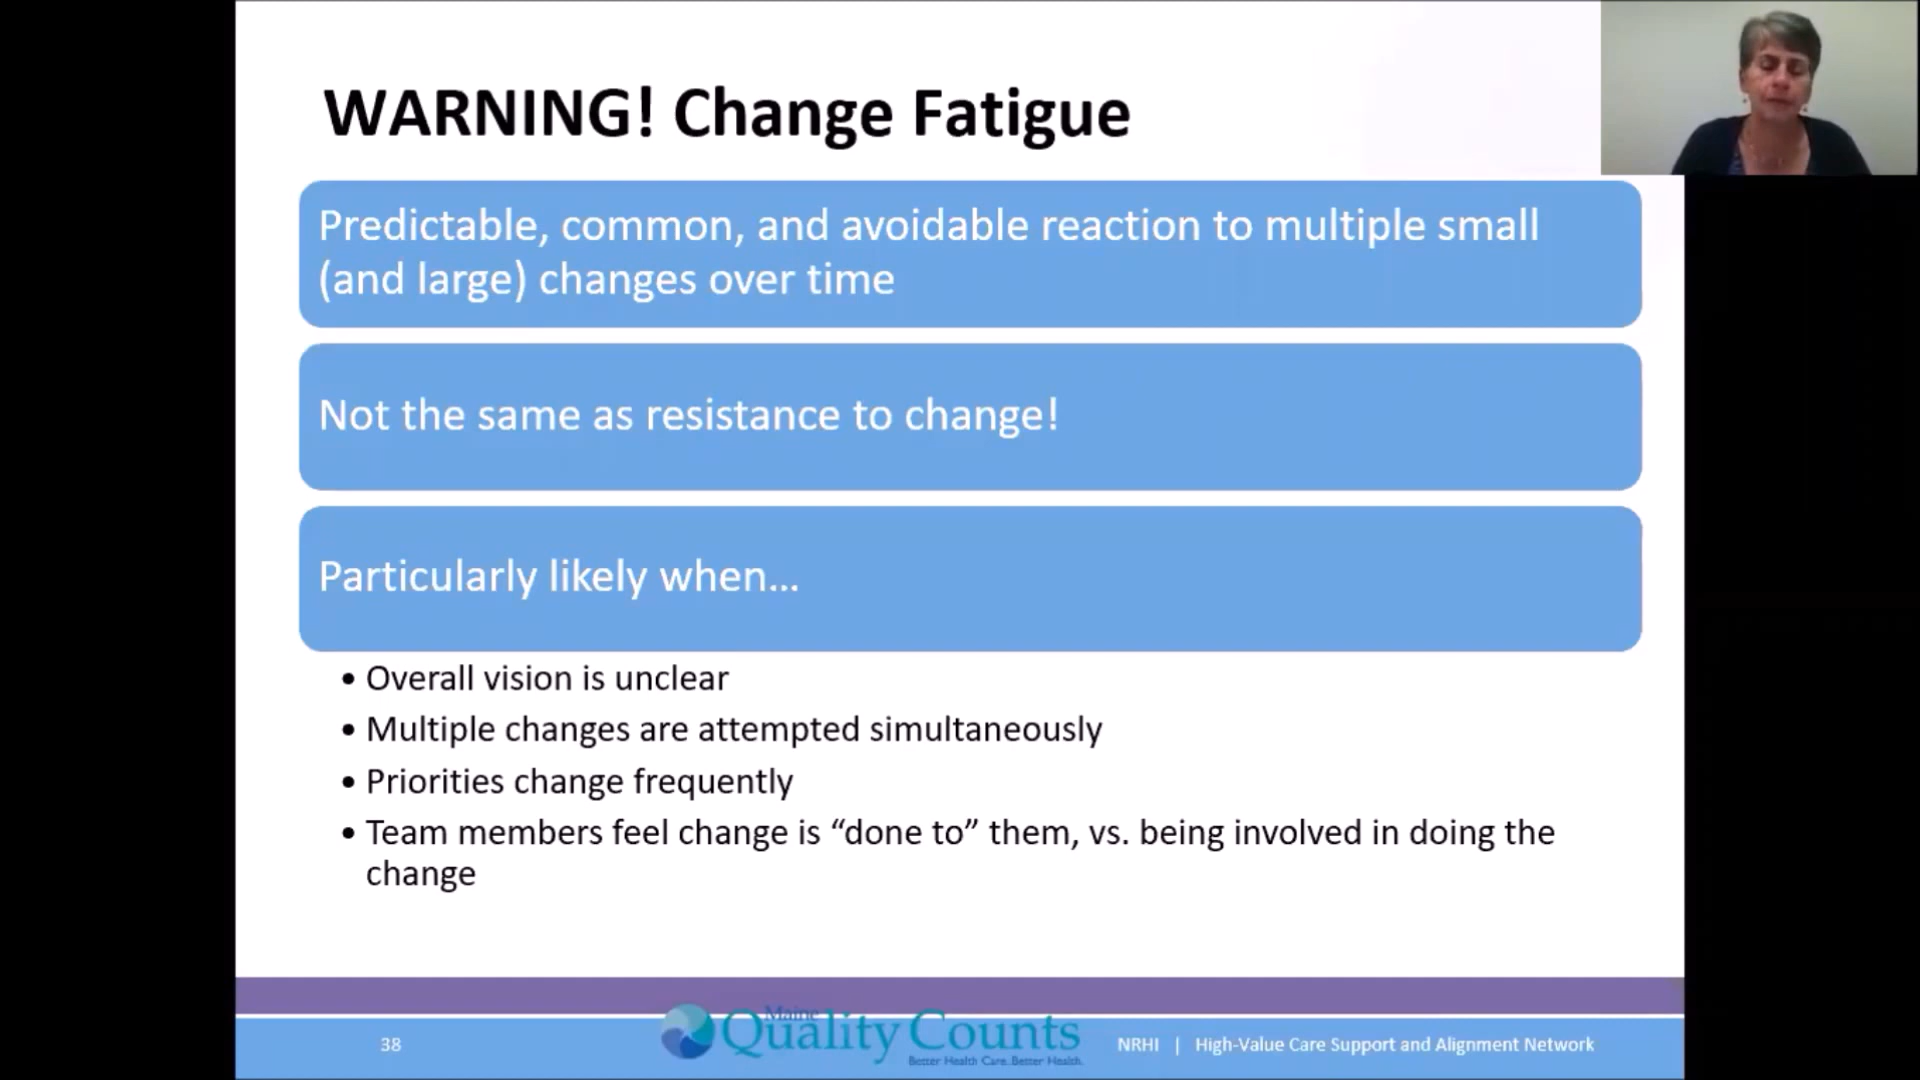 WARNING! Change Fatigue
Predictable, common, and avoidable reaction to multiple small
(and large) changes over time
Not the same as resistance to change!
Particularly likely when…
• Overall vision is unclear
• Multiple changes are attempted simultaneously
• Priorities change frequently
• Team members feel change is “done to” them, vs. being involved in doing the
change
38
Maine
Quality Counts
Better Health Care. Better Health.
NRHI | High-Value Care Support and Alignment Network